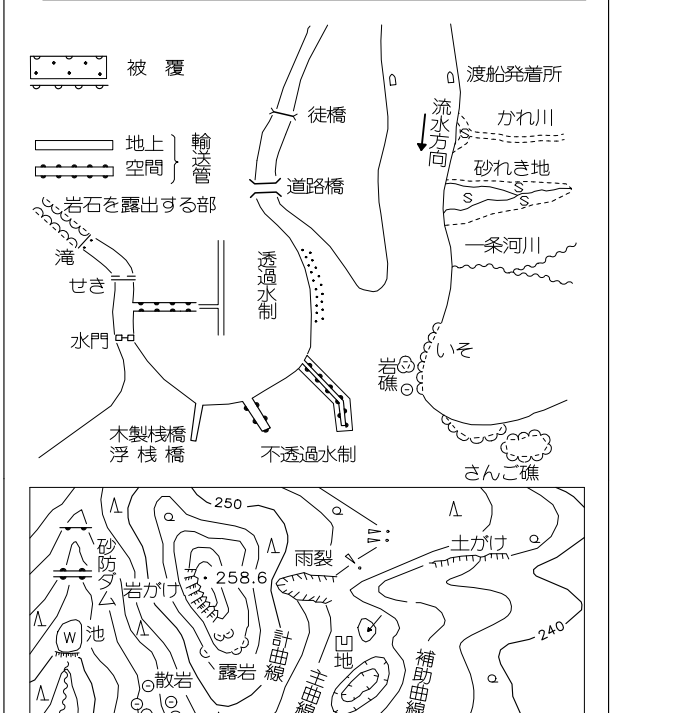 被 覆
地上
空間
輸送管
岩石を露出する部
滝
せき
水門
木製桟橋
浮桟橋
徒橋
道路橋
透過水制
不透過水制
渡船発着所
流水方向
かれ川
S
砂れき地
S
S
S
一条河川
いそ
岩礁
さんご礁
250
砂防ダム
岩がけ
258.6
雨裂
土がけ
240
W
池
散岩
露岩
計曲線
主曲線
凹地
補助曲線